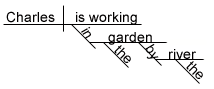 Charles is working
in garden
the by river
the